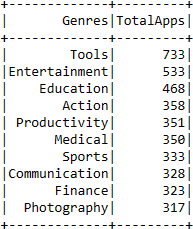 +-------------+---------+
|       Genres|TotalApps|
+-------------+---------+
|        Tools|      733|
|Entertainment|      533|
|    Education|      468|
|       Action|      358|
| Productivity|      351|
|      Medical|      350|
|       Sports|      333|
|Communication|      328|
|      Finance|      323|
|  Photography|      317|
+-------------+---------+